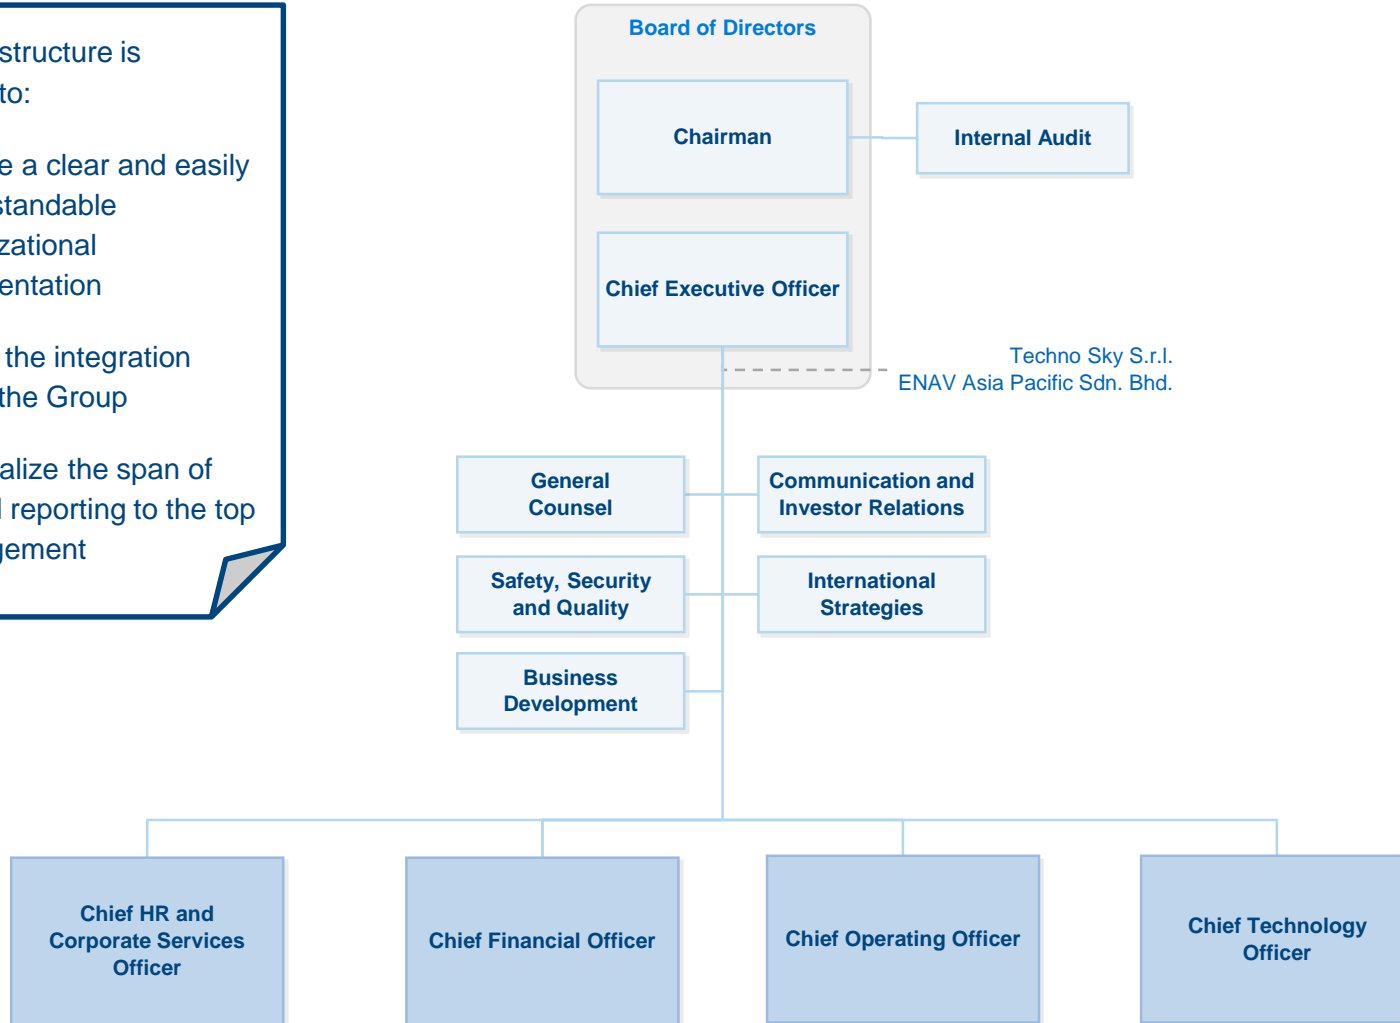 structure is
to:
e a clear and easily
standable
zational
entation
the integration
the Group
alize the span of
reporting to the top
gement
Board of Directors
Chairman
Internal Audit
Chief Executive Officer
Techno Sky S.r.l.
ENAV Asia Pacific Sdn. Bhd.
General
Counsel
Communication and
Investor Relations
Safety, Security
and Quality
International
Strategies
Business
Development
Chief HR and
Corporate Services
Officer
Chief Financial Officer
Chief Operating Officer
Chief Technology
Officer